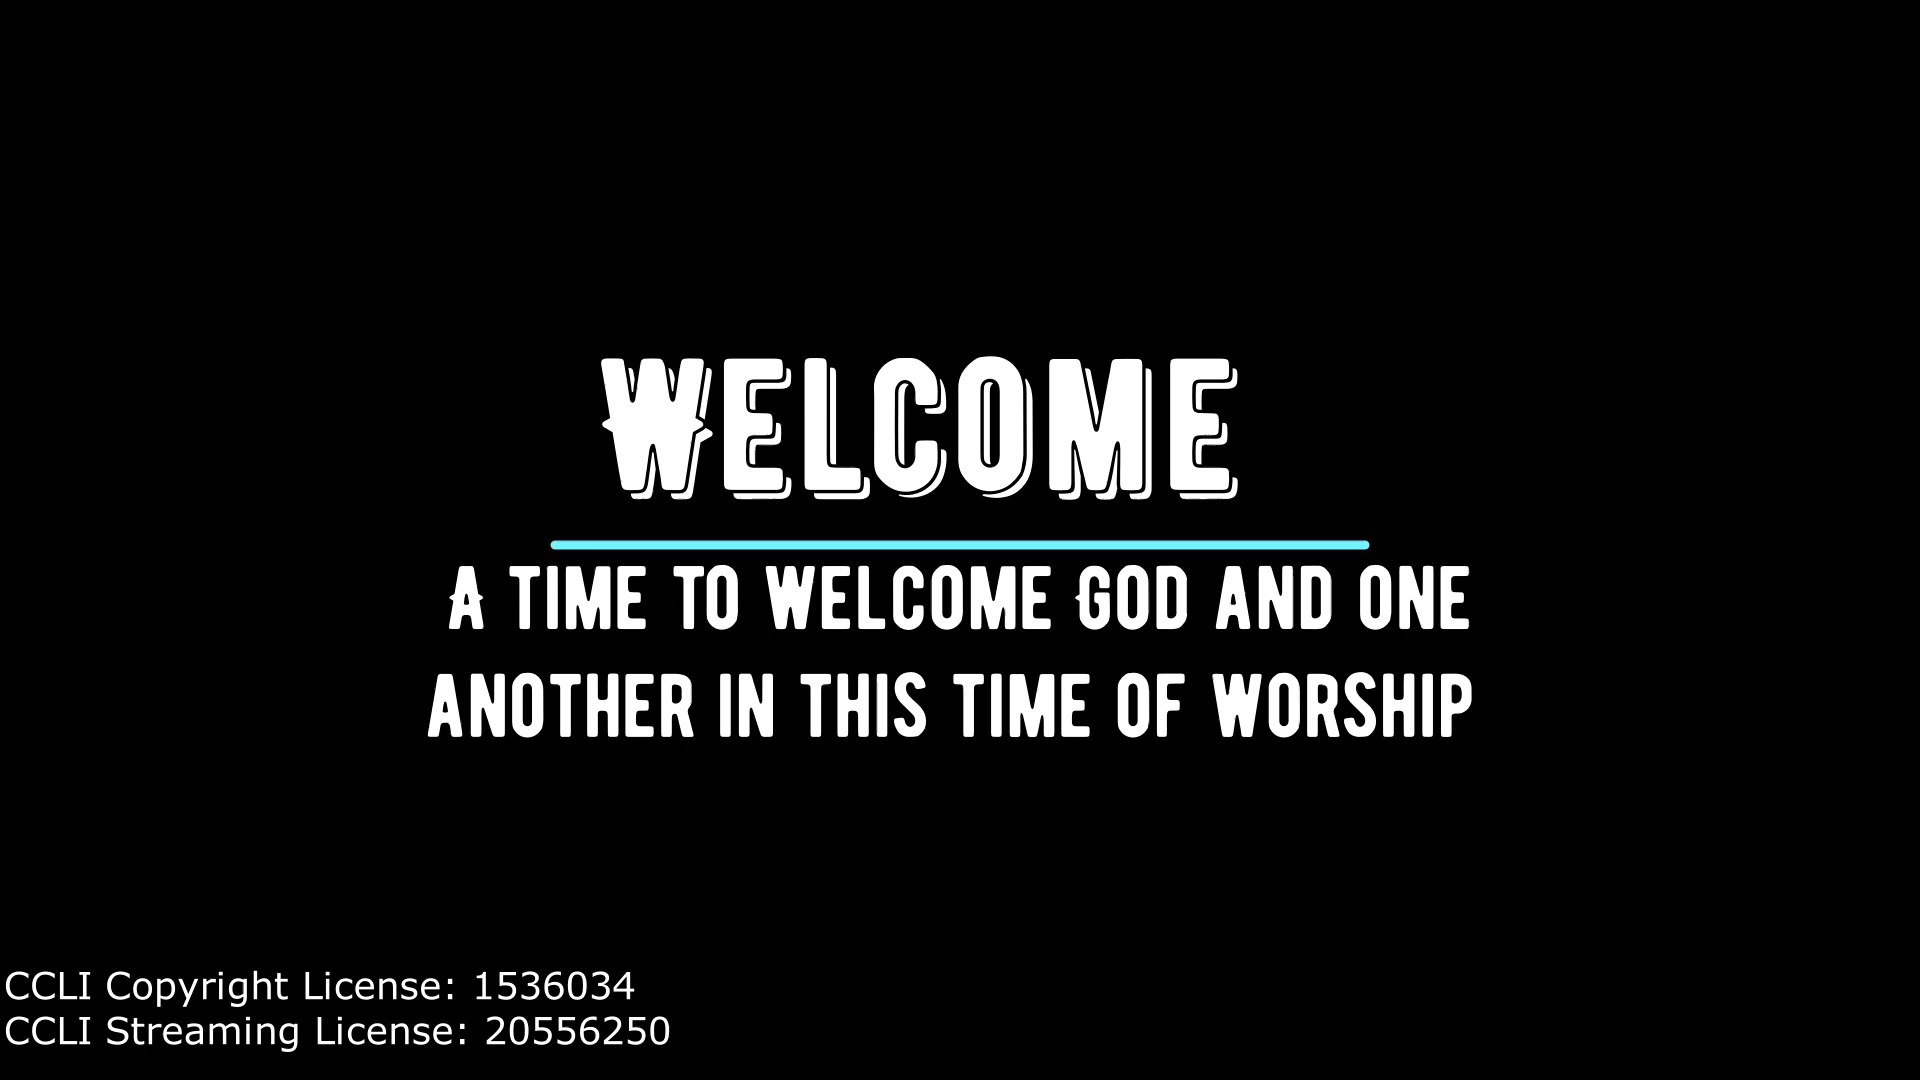 Welcome
A time to welcome God and one
another in this time of worship
CCLI Copyright License: 1536034
CCLI Streaming License: 20556250